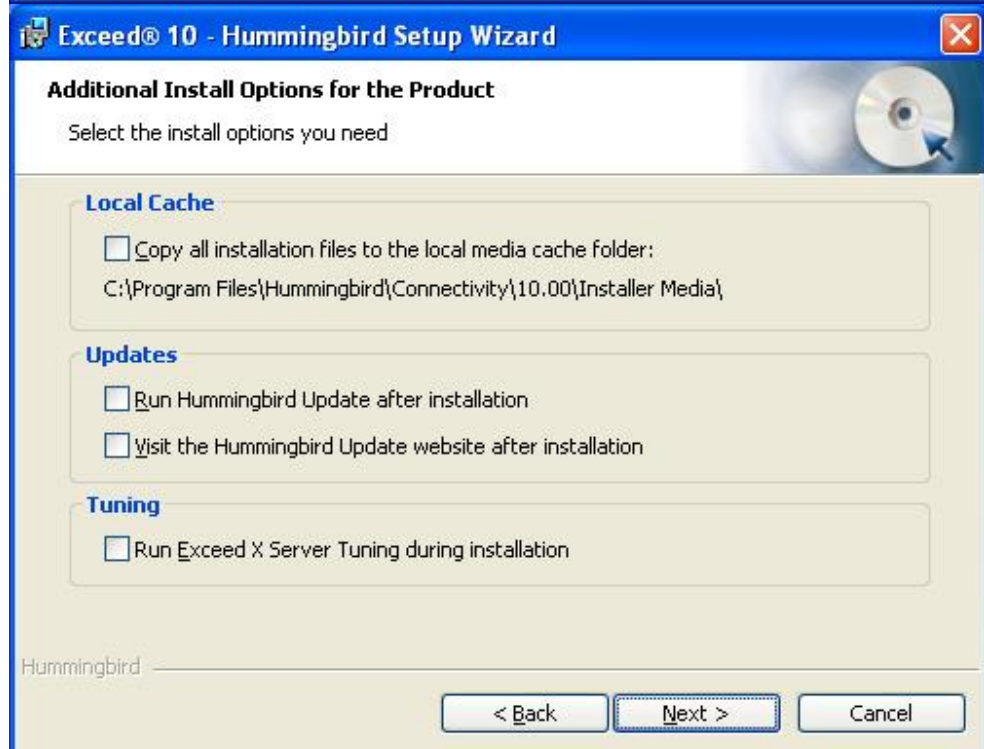 Exceed® 10 - Hummingbird Setup Wizard
Additional Install Options for the Product
Select the install options you need
Local Cache
Copy all installation files to the local media cache folder:
C:\Program Files\Hummingbird\Connectivity\10.00\Installer Media\
Updates
Run Hummingbird Update after installation
Visit the Hummingbird Update website after installation
Tuning
Run Exceed X Server Tuning during installation
Hummingbird
< Back Next > Cancel